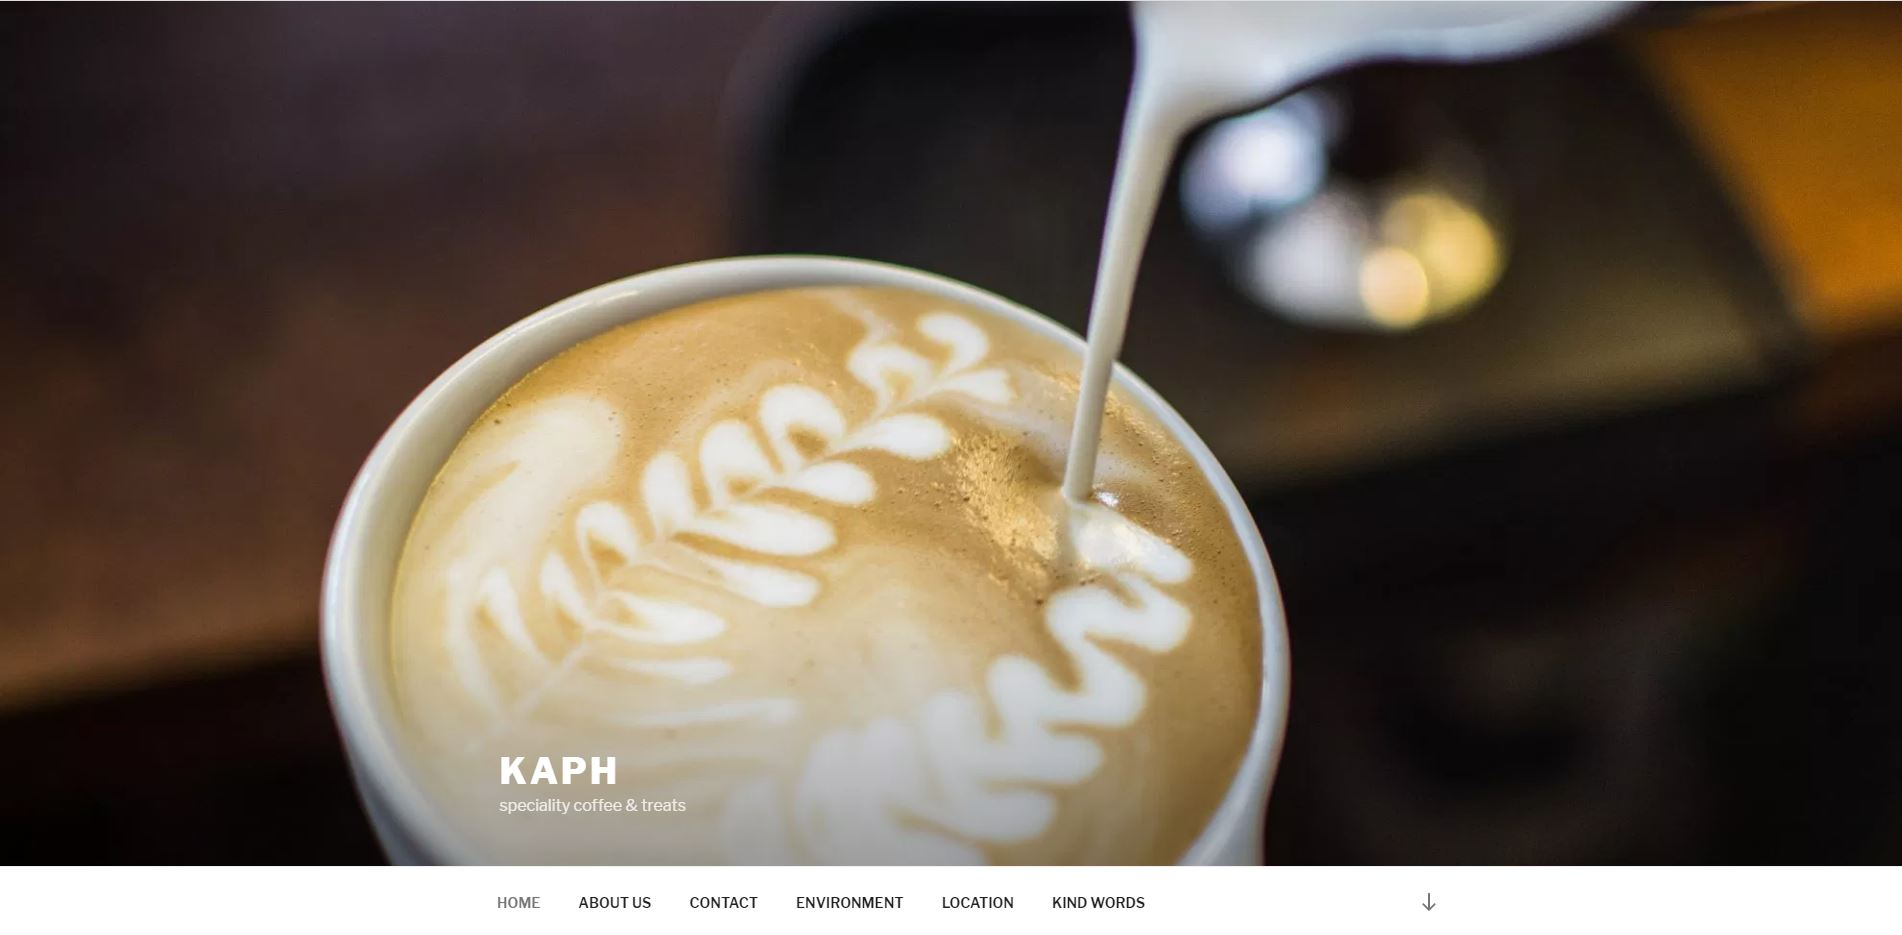 KAPH
speciality coffee & treats
HOME ABOUT US CONTACT ENVIRONMENT LOCATION KIND WORDS